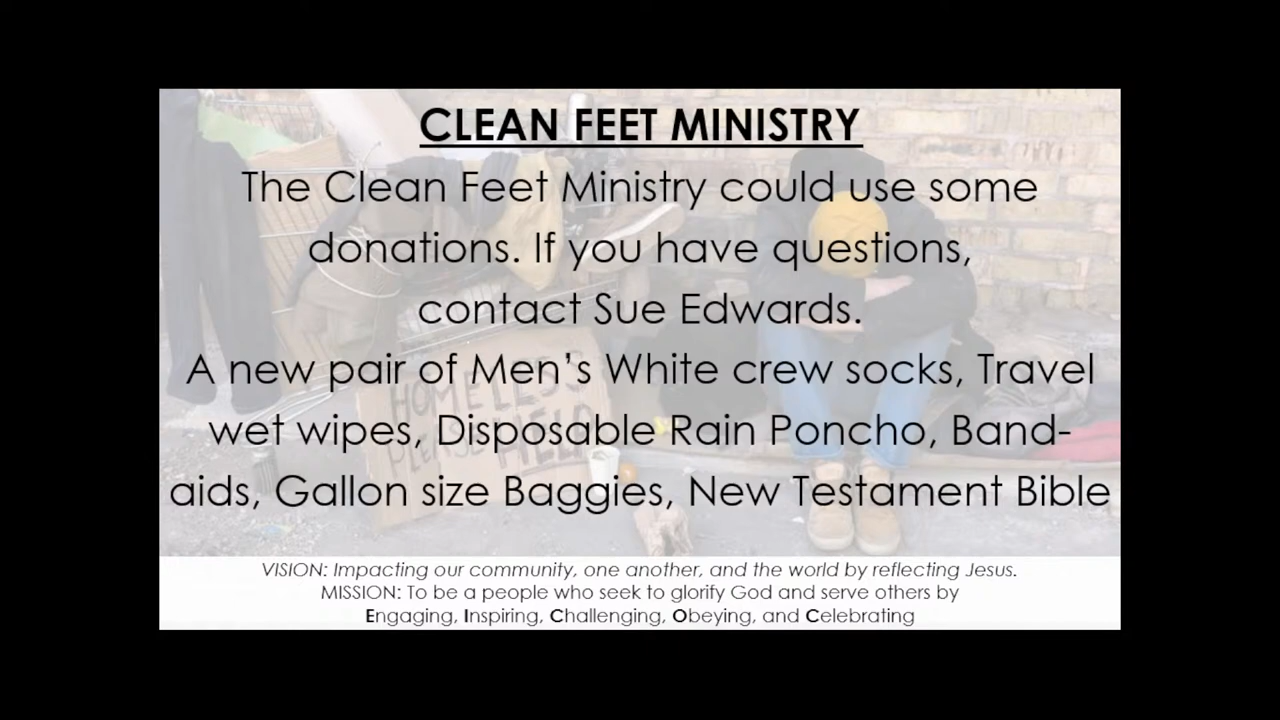 CLEAN FEET MINISTRY
The Clean Feet Ministry could use some
donations. If you have questions,
contact Sue Edwards.
A new pair of Men’s White crew socks, Travel
wet wipes, Disposable Rain Poncho, Band-
aids, Gallon size Baggies, New Testament Bible
HOMELESS
PLEASE HELP
VISION: Impacting our community, one another, and the world by reflecting Jesus.
MISSION: To be a people who seek to glorify God and serve others by
Engaging, Inspiring, Challenging, Obeying, and Celebrating